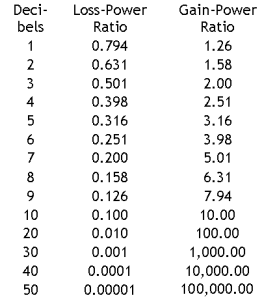 Deci- Loss-Power Gain-Power
bels Ratio Ratio
1 0.794 1.26
2 0.631 1.58
3 0.501 2.00
4 0.398 2.51
5 0.316 3.16
6 0.251 3.98
7 0.200 5.01
8 0.158 6.31
9 0.126 7.94
10 0.100 10.00
20 0.010 100.00
30 0.001 1,000.00
40 0.0001 10,000.00
50 0.00001 100,000.00